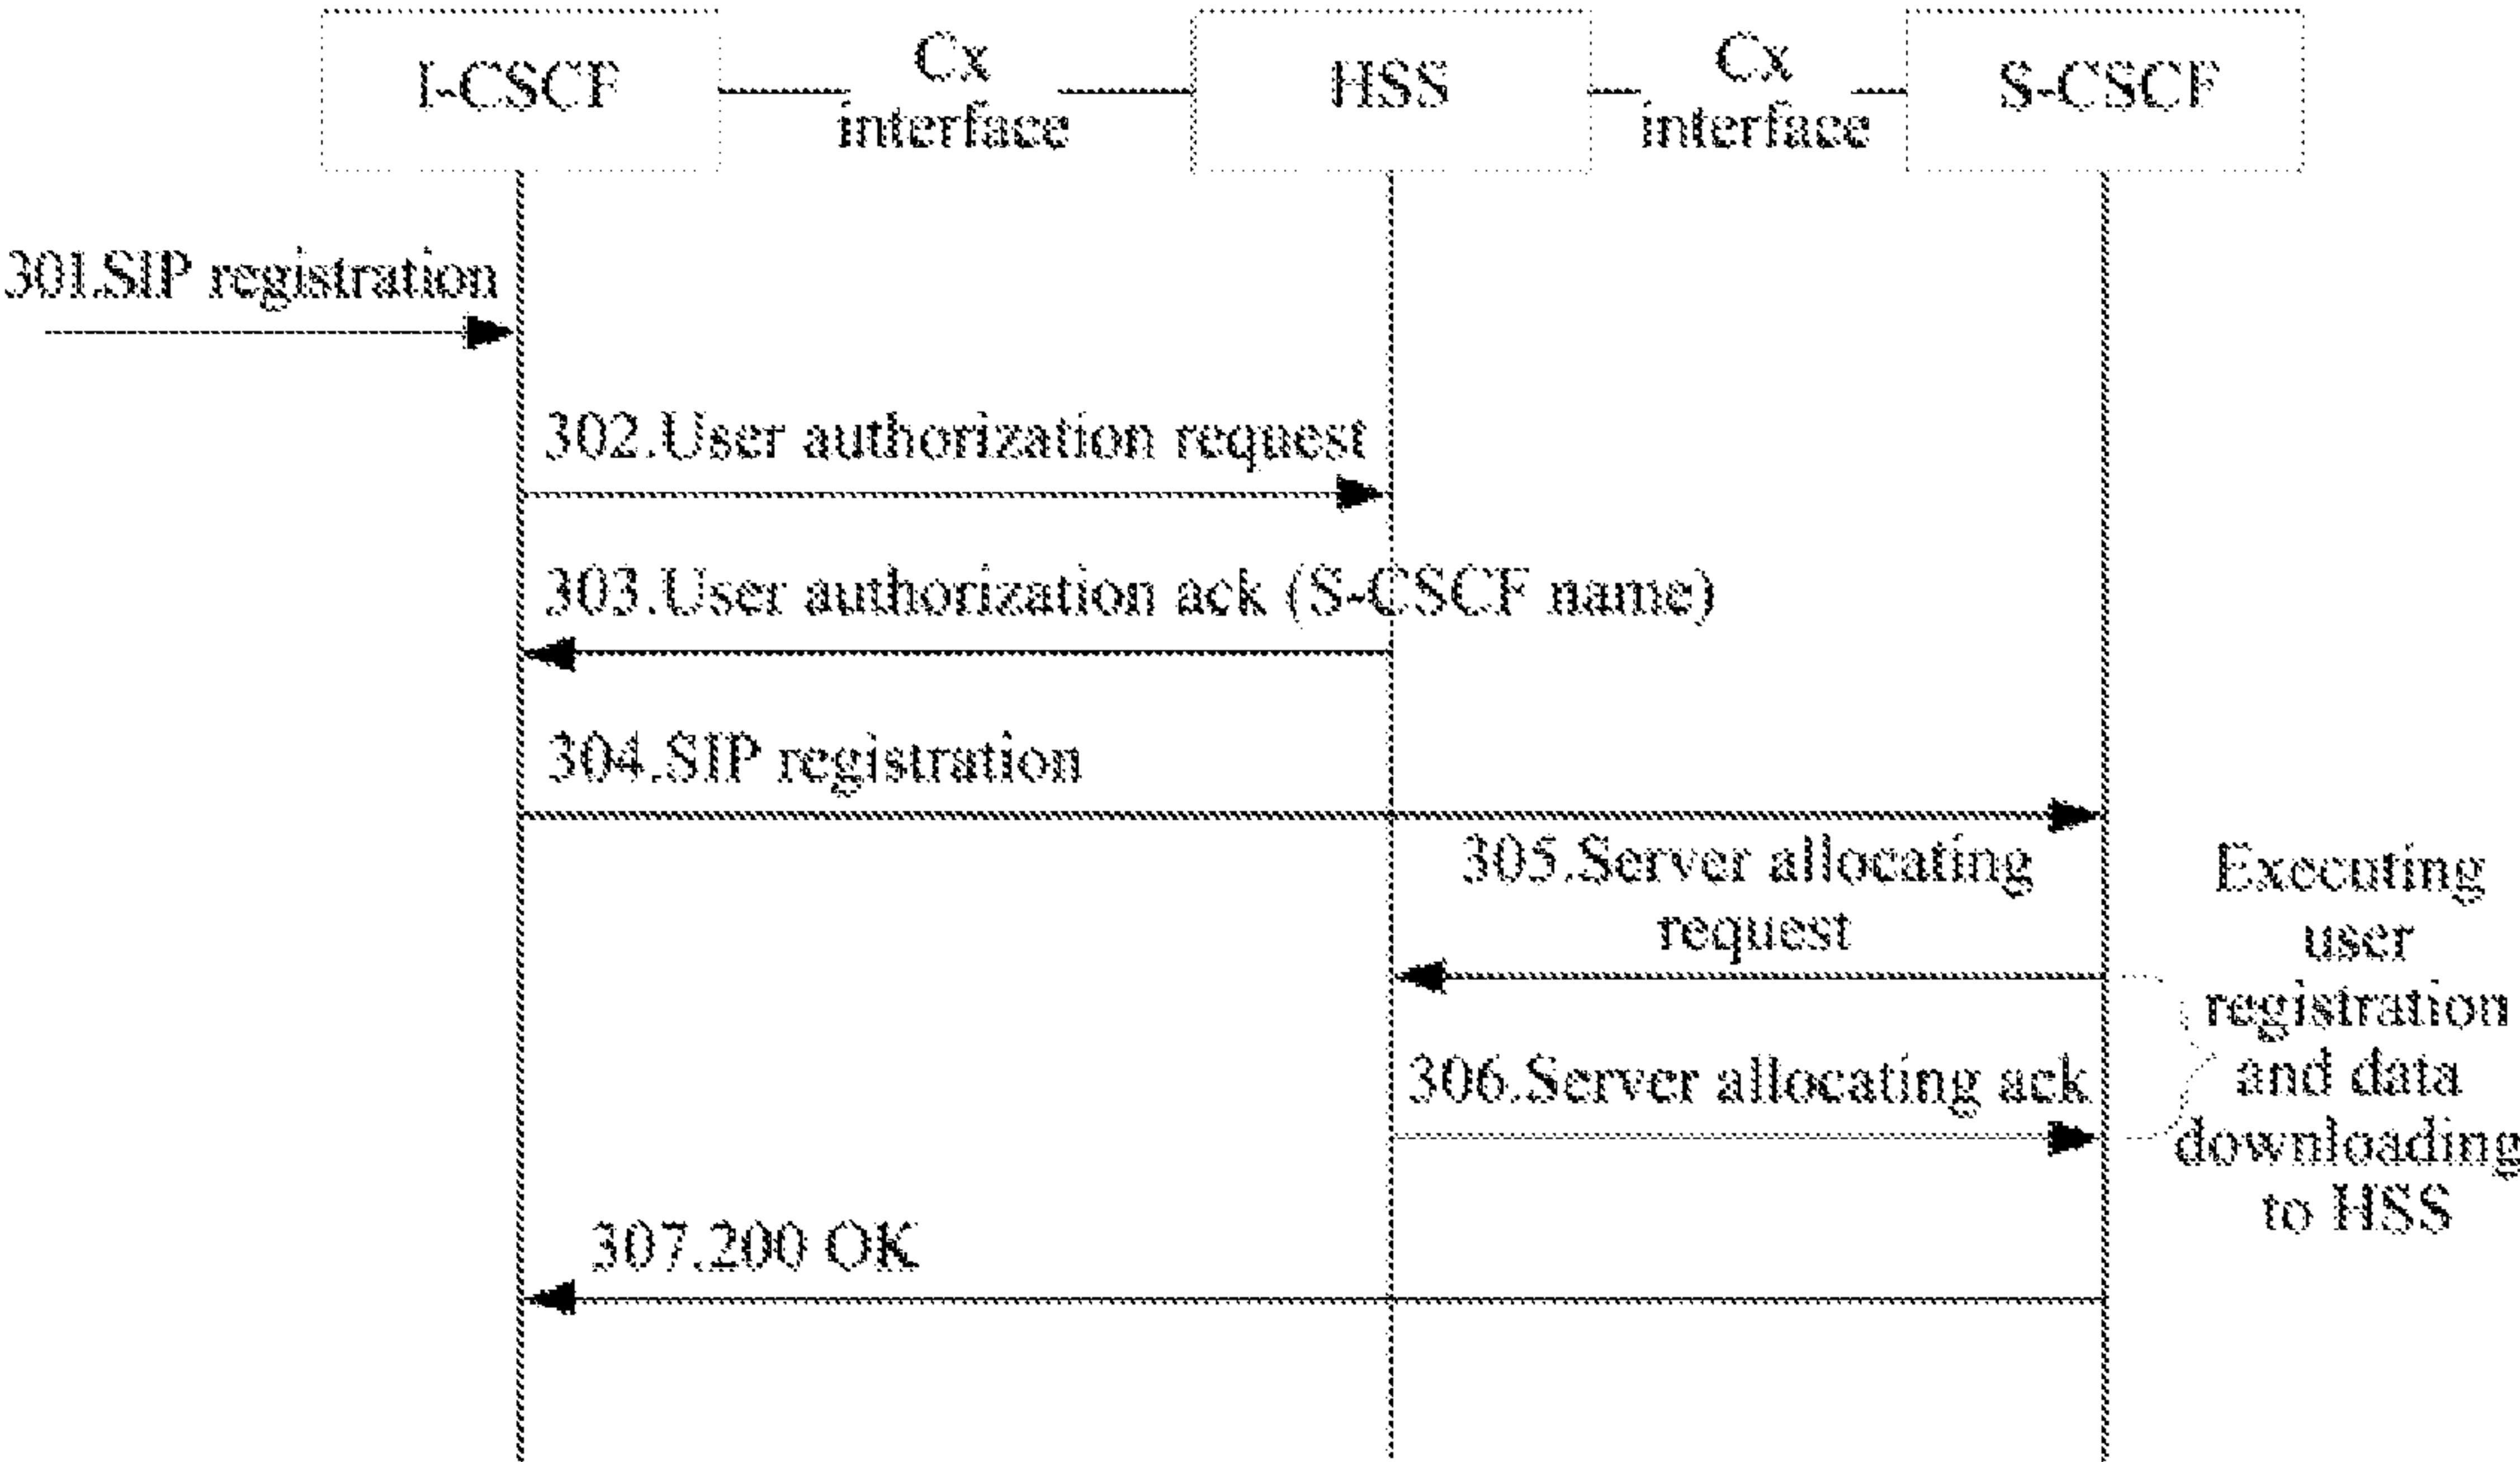 I-CSCF
Cx
interface
HSS
Cx
interface
S-CSCF
301.SIP registration
302.User authorization request
303.User authorization ack (S-CSCF name)
304.SIP registration
305.Server allocating
request
306.Server allocating ack
Executing
user
registration
and data
downloading
to HSS
307.200 OK